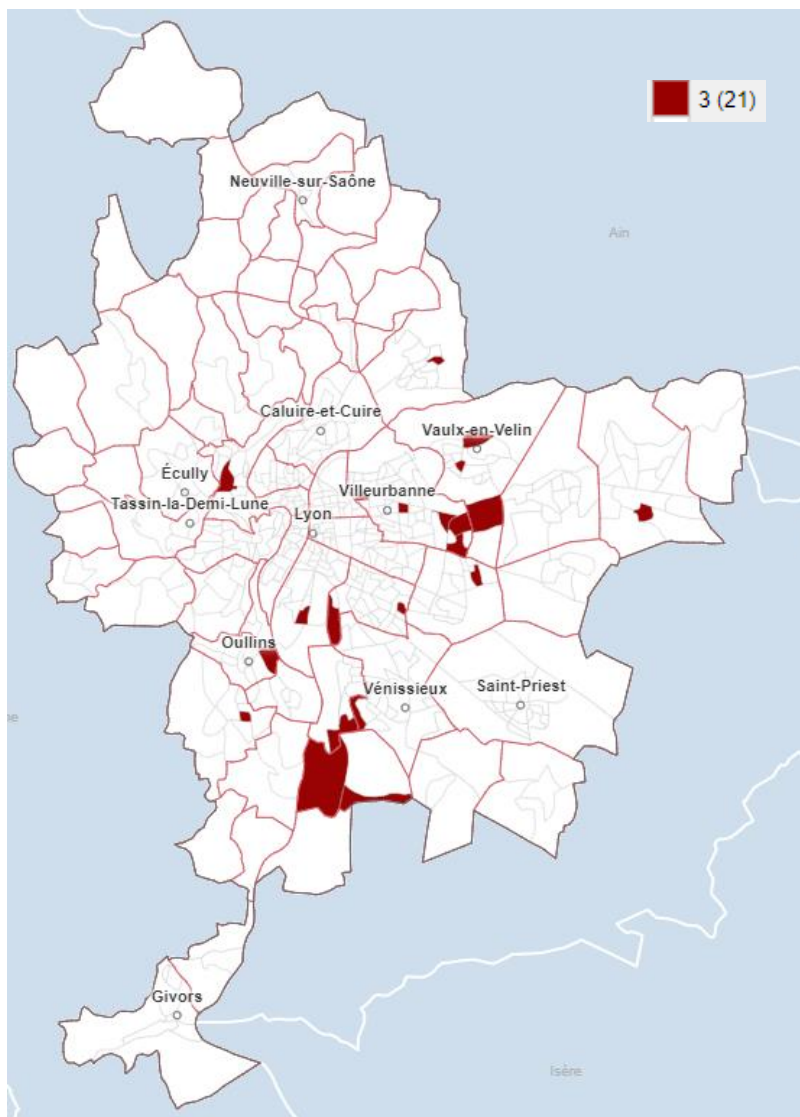 3 (21)
Neuville-sur-Saône
Ain
Caluire-et-Cuire
Vaulx-en-Velin
Écully
Villeurbanne
Tassin-la-Demi-Lune
Lyon
Oullins
Vénissieux
Saint-Priest
Givors
Isère